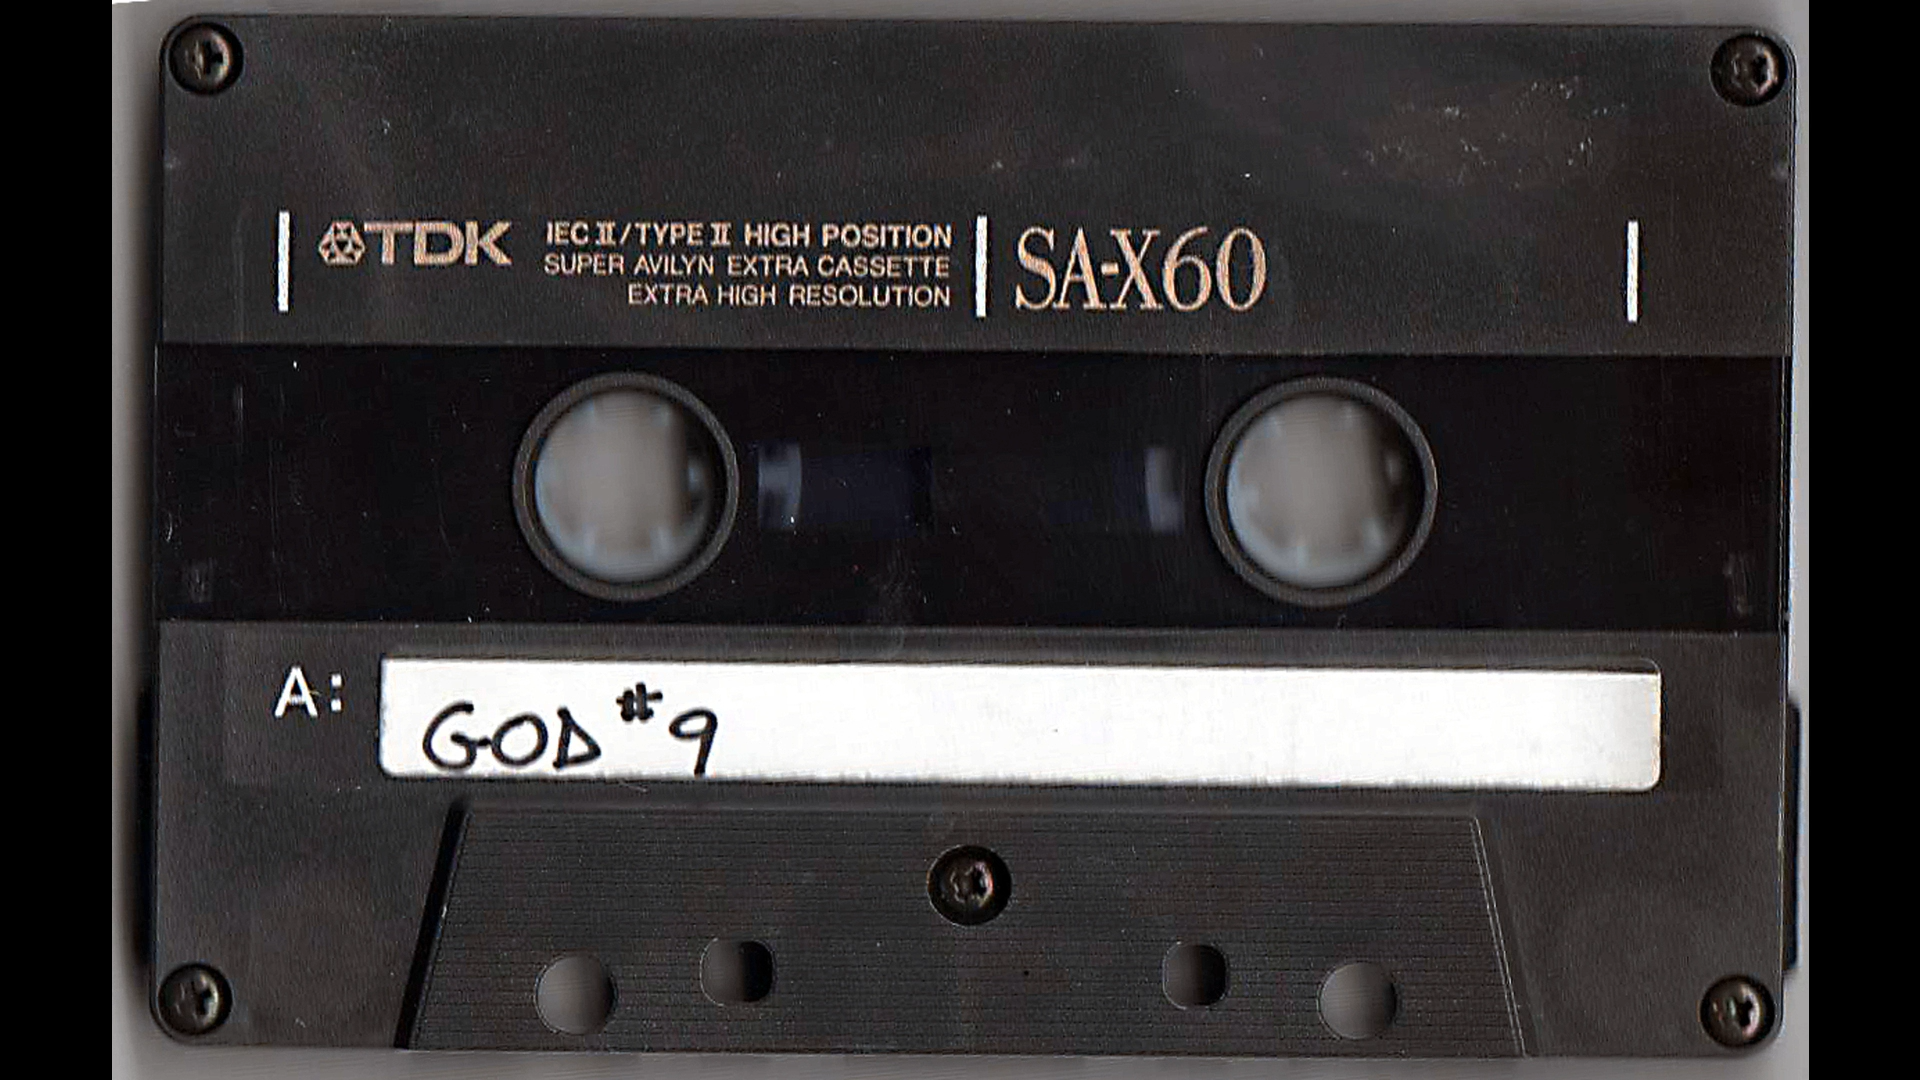 TDK
IEC II/TYPE II HIGH POSITION
SUPER AVILYN EXTRA CASSETTE
EXTRA HIGH RESOLUTION
SA-X60
A:
GOD #9